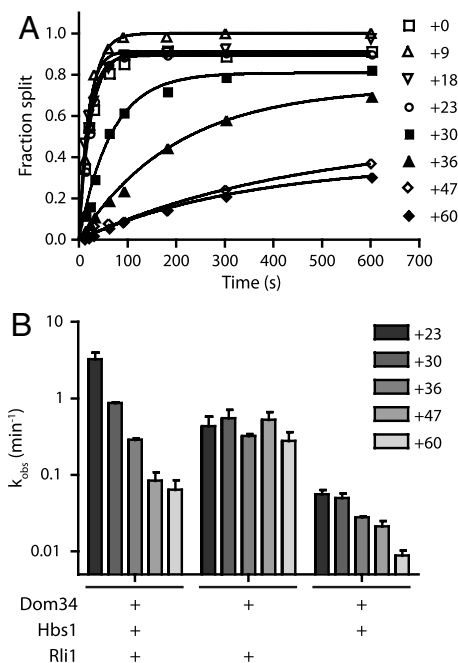 A
Fraction split
1.0
0.8
0.6
0.4
0.2
0.0
0 100 200 300 400 500 600 700
Time (s)
+0
+9
+18
+23
+30
+36
+47
+60
B
k_obs (min⁻¹)
10
1
0.1
0.01
+23
+30
+36
+47
+60
Dom34 + + +
Hbs1 + +
Rli1 + +